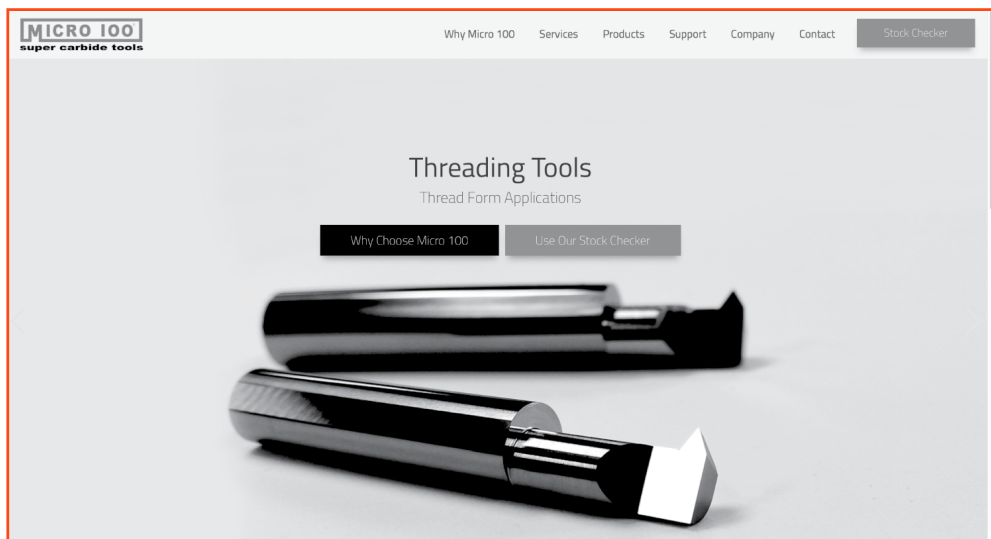 MICRO 100
super carbide tools
Why Micro 100 Services Products Support Company Contact Stock Checker
Threading Tools
Thread Form Applications
Why Choose Micro 100 Use Our Stock Checker